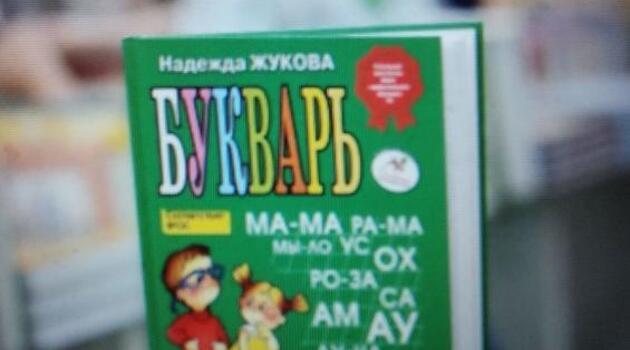 Надежда ЖУКОВА
БУКВАРЬ
МА-МА РА-МА
МЫ-ЛО УС ОХ
РО-ЗА
АМ СА
АУ